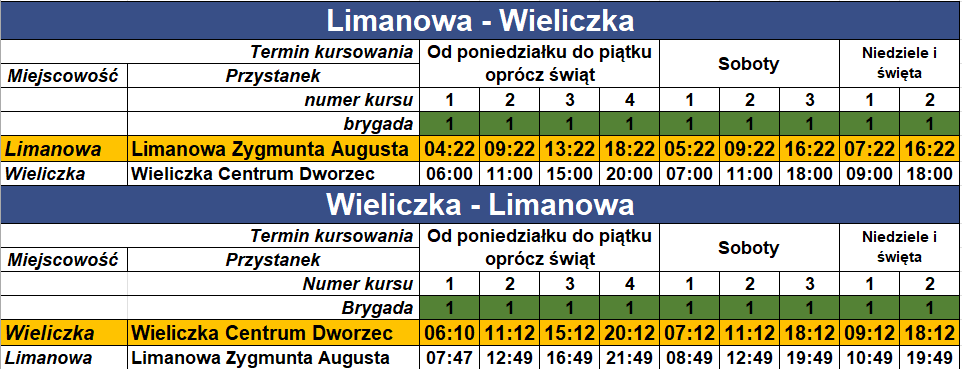 Limanowa - Wieliczka
Termin kursowania Od poniedziałku do piątku oprócz świąt Soboty Niedziele i święta
Miejscowość Przystanek
numer kursu 1 2 3 4 1 2 3 1 2
brygada 1 1 1 1 1 1 1 1 1
Limanowa Limanowa Zygmunta Augusta 04:22 09:22 13:22 18:22 05:22 09:22 16:22 07:22 16:22
Wieliczka Wieliczka Centrum Dworzec 06:00 11:00 15:00 20:00 07:00 11:00 18:00 09:00 18:00
Wieliczka - Limanowa
Termin kursowania Od poniedziałku do piątku oprócz świąt Soboty Niedziele i święta
Miejscowość Przystanek
Numer kursu 1 2 3 4 1 2 3 1 2
Brygada 1 1 1 1 1 1 1 1 1
Wieliczka Wieliczka Centrum Dworzec 06:10 11:12 15:12 20:12 07:12 11:12 18:12 09:12 18:12
Limanowa Limanowa Zygmunta Augusta 07:47 12:49 16:49 21:49 08:49 12:49 19:49 10:49 19:49